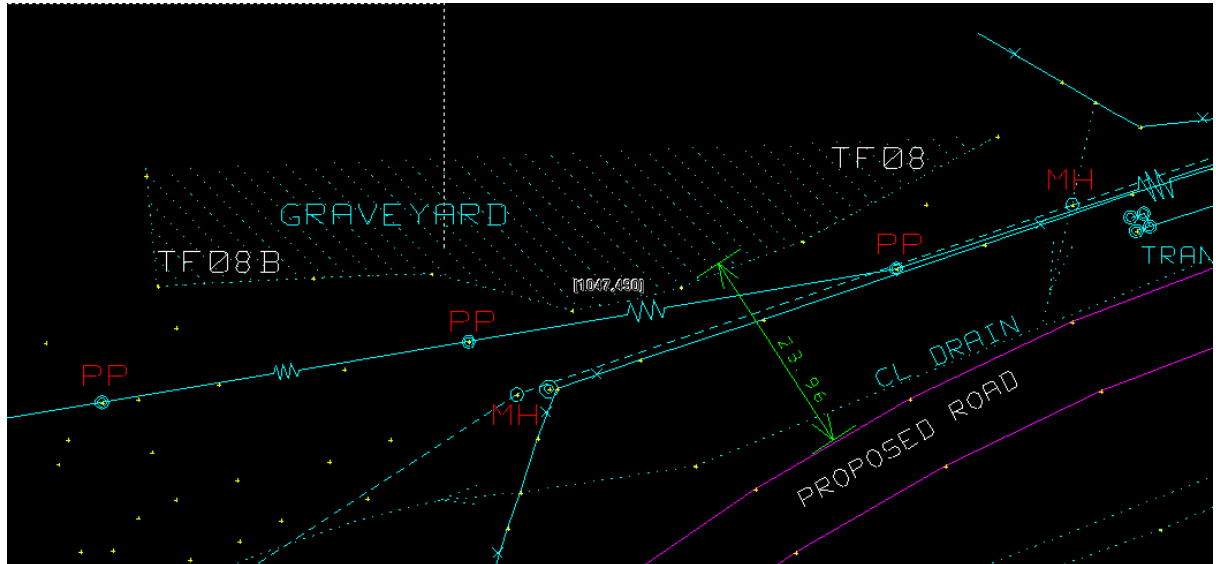 TF08
MH
GRAVEYARD
PP
TF08B
TRAN
[1047,490]
PP
23.96
CL DRAIN
PP
PROPOSED ROAD
MH